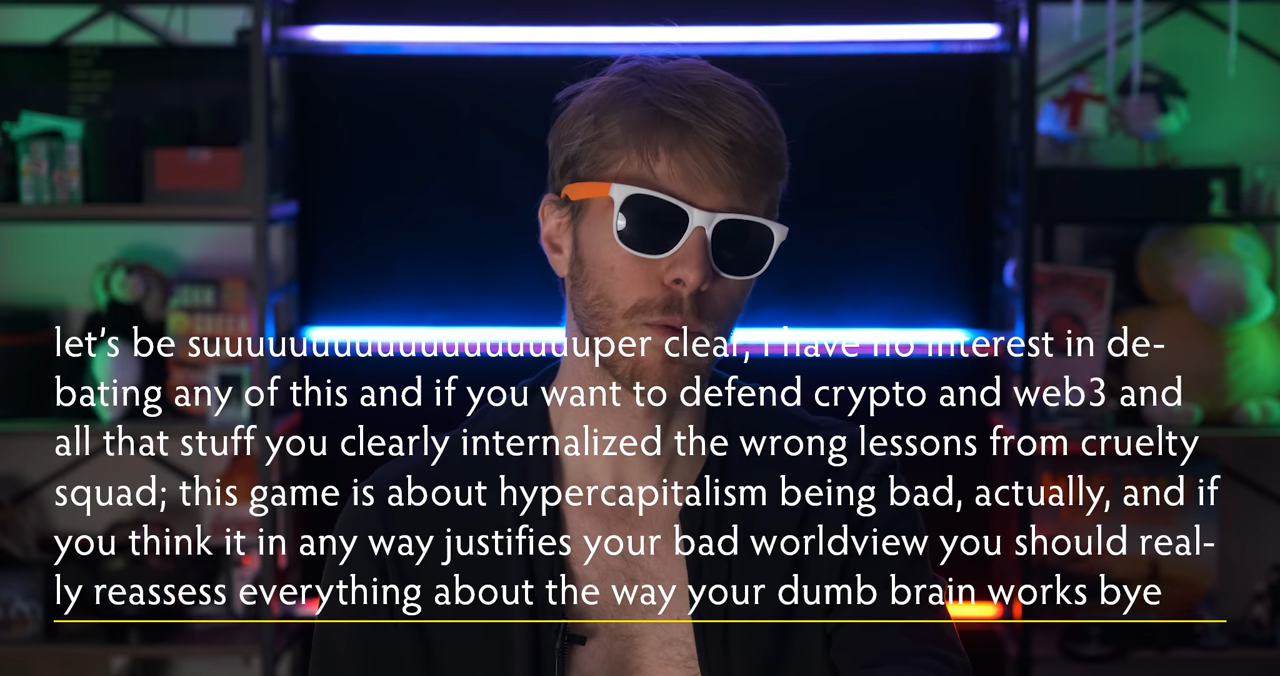 let's be suuuuuuuuuuuuuuuuuuuuper clear, i have no interest in de-
bating any of this and if you want to defend crypto and web3 and
all that stuff you clearly internalized the wrong lessons from cruelty
squad; this game is about hypercapitalism being bad, actually, and if
you think it in any way justifies your bad worldview you should real-
ly reassess everything about the way your dumb brain works bye